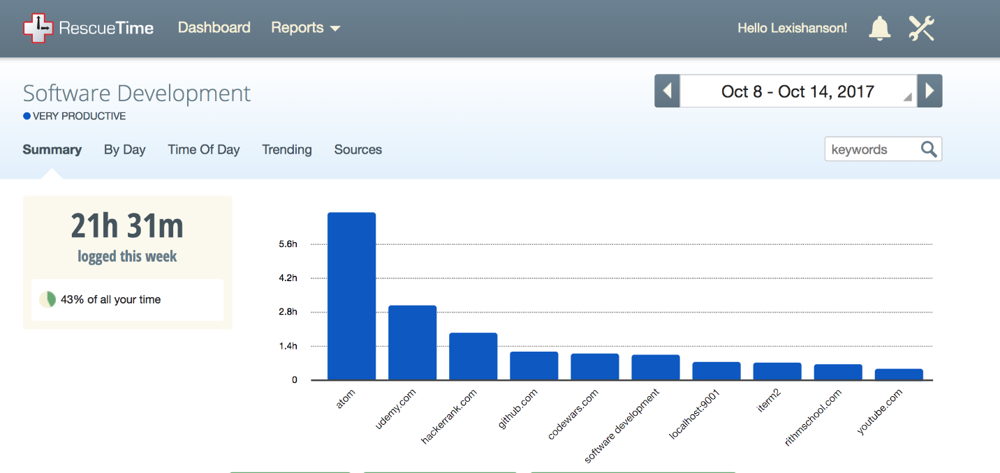 RescueTime Dashboard Reports Hello Lexishanson!
Software Development
Oct 8 - Oct 14, 2017
VERY PRODUCTIVE
Summary By Day Time Of Day Trending Sources
keywords
21h 31m
logged this week
43% of all your time
5.6h
4.2h
2.8h
1.4h
0
atom
udemy.com
hackerrank.com
github.com
codewars.com
software development
localhost:9001
iterm2
rithmschool.com
youtube.com